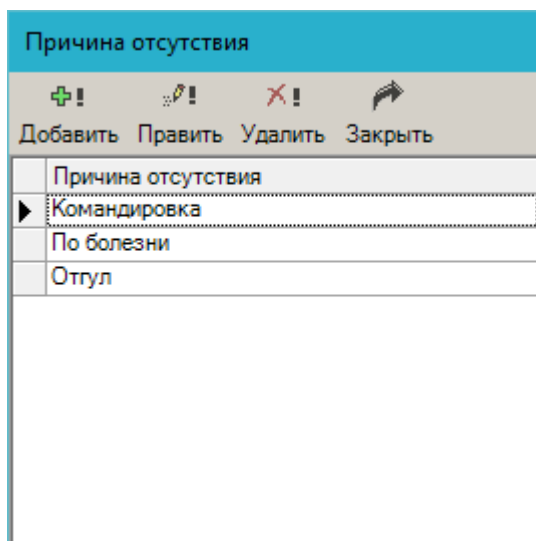 Причина отсутствия
Добавить Править Удалить Закрыть
Причина отсутствия
Командировка
По болезни
Отгул